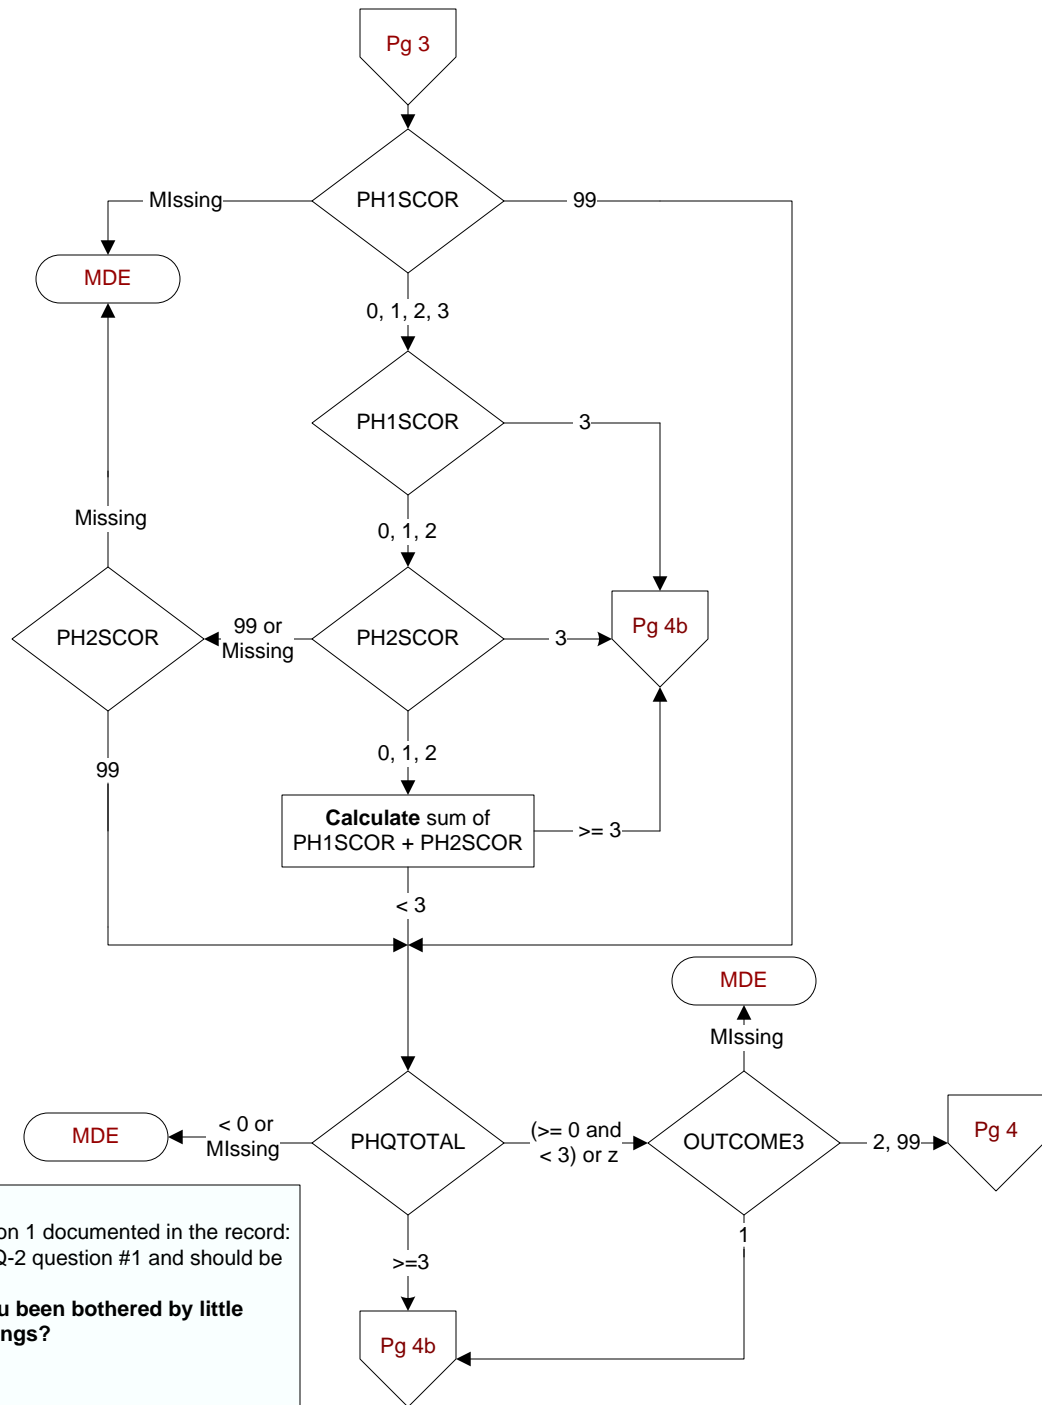 Pg 3
PH1SCOR
MIssing
99
MDE
0, 1, 2, 3
PH1SCOR
3
Missing
0, 1, 2
PH2SCOR
99 or
Missing
PH2SCOR
3
Pg 4b
99
0, 1, 2
Calculate sum of
PH1SCOR + PH2SCOR
>= 3
< 3
MDE
MIssing
MDE
< 0 or
MIssing
PHQTOTAL
(>= 0 and
< 3) or z
OUTCOME3
2, 99
Pg 4
1
>=3
Pg 4b
on 1 documented in the record:
Q-2 question #1 and should be
u been bothered by little
ngs?